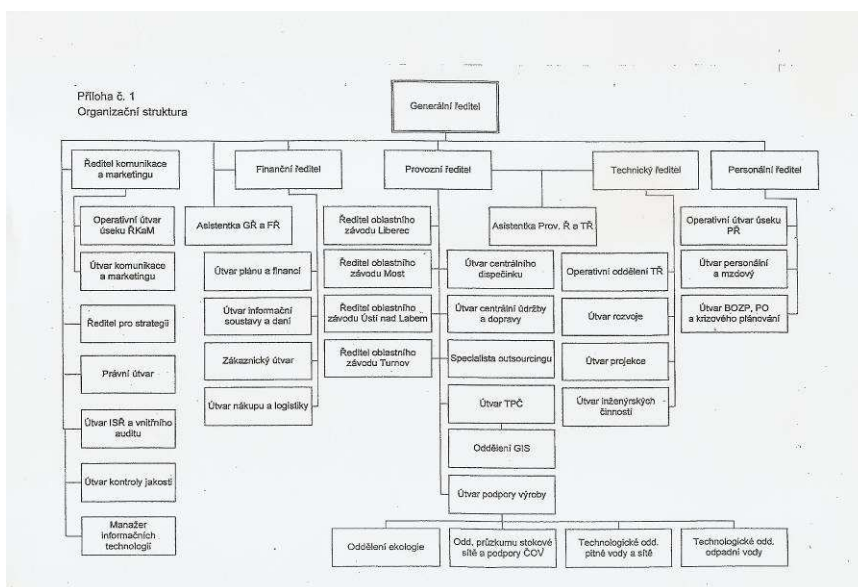 Příloha č. 1
Organizační struktura
Generální ředitel
Ředitel komunikace
a marketingu
Finanční ředitel
Provozní ředitel
Technický ředitel
Personální ředitel
Operativní útvar
úseku ŘKaM
Asistentka GŘ a FŘ
Ředitel oblastního
závodu Liberec
Asistentka Prov. Ř a TŘ
Operativní útvar úseku
PŘ
Útvar komunikace
a marketingu
Útvar plánu a financí
Ředitel oblastního
závodu Most
Útvar centrálního
dispečinku
Operativní oddělení TŘ
Útvar personální
a mzdový
Ředitel pro strategii
Útvar informační
soustavy a daní
Ředitel oblastního
závodu Ústí nad Labem
Útvar centrální údržby
a dopravy
Útvar rozvoje
Útvar BOZP, PO
a krizového plánování
Právní útvar
Zákaznický útvar
Ředitel oblastního
závodu Turnov
Specialista outsourcingu
Útvar projekce
Útvar nákupu a logistiky
Útvar TPČ
Útvar inženýrských
činností
Útvar ISŘ a vnitřního
auditu
Oddělení GIS
Útvar kontroly jakosti
Útvar podpory výroby
Manažer
informačních
technologií
Oddělení ekologie
Odd. průzkumu stokové
sítě a podpory ČOV
Technologické odd.
pitné vody a sítě
Technologické odd.
odpadní vody